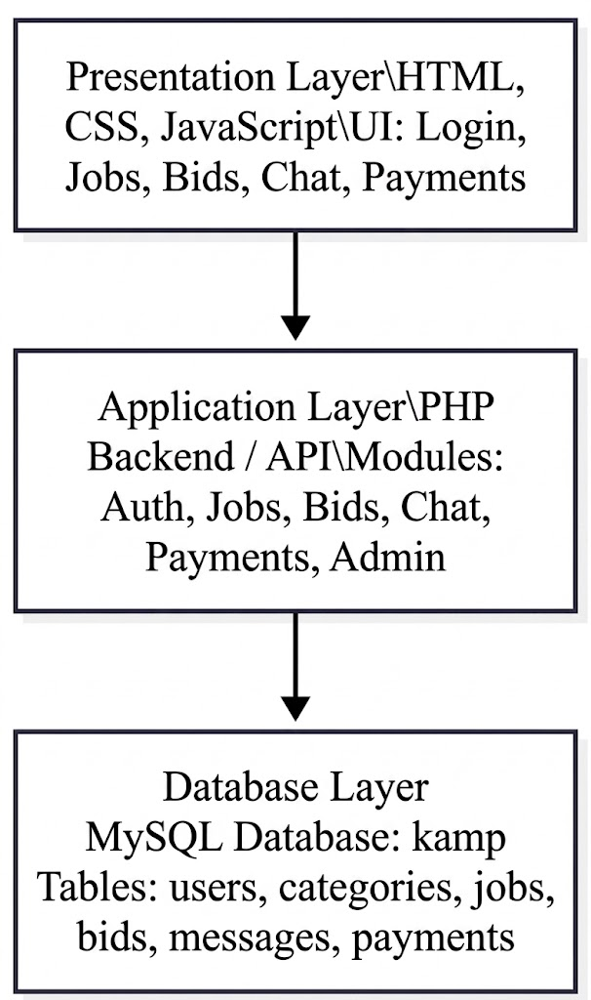 Presentation Layer\HTML,
CSS, JavaScript\UI: Login,
Jobs, Bids, Chat, Payments
Application Layer\PHP
Backend / API\Modules:
Auth, Jobs, Bids, Chat,
Payments, Admin
Database Layer
MySQL Database: kamp
Tables: users, categories, jobs,
bids, messages, payments